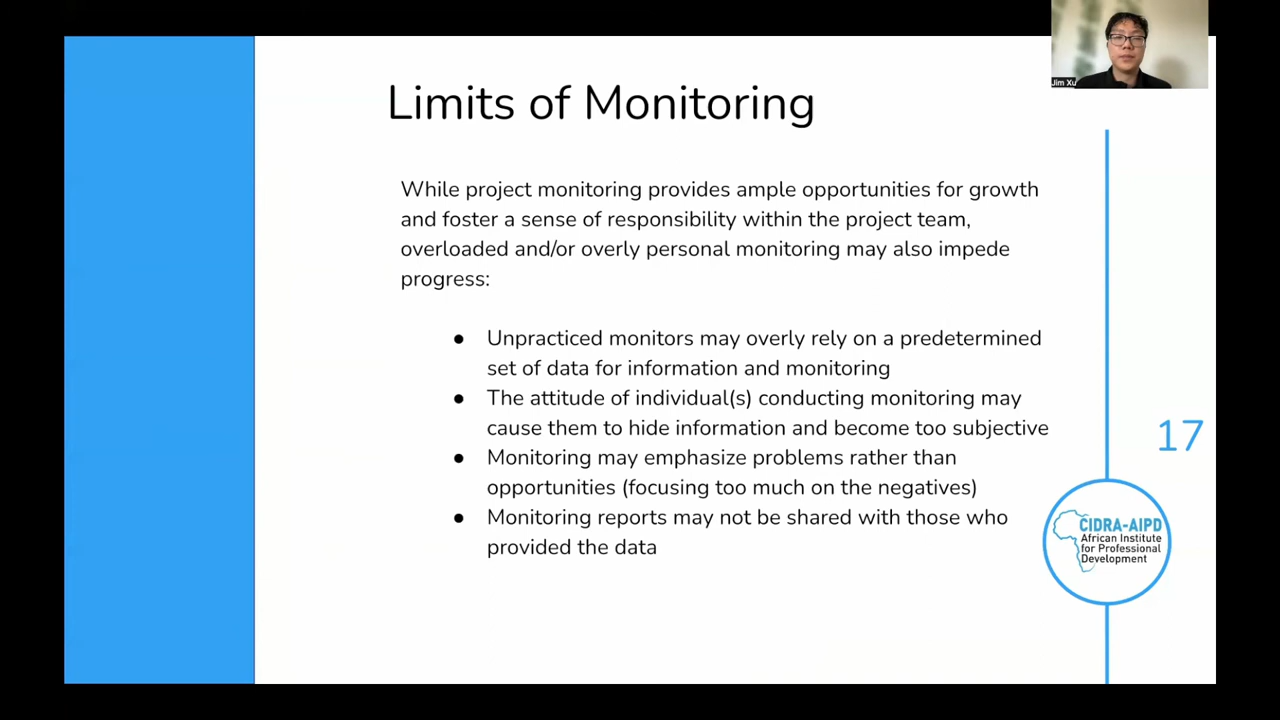 Limits of Monitoring
While project monitoring provides ample opportunities for growth
and foster a sense of responsibility within the project team,
overloaded and/or overly personal monitoring may also impede
progress:
● Unpracticed monitors may overly rely on a predetermined
set of data for information and monitoring
● The attitude of individual(s) conducting monitoring may
cause them to hide information and become too subjective
● Monitoring may emphasize problems rather than
opportunities (focusing too much on the negatives)
● Monitoring reports may not be shared with those who
provided the data
17
CIDRA-AIPD
African Institute
for Professional
Development
Jim Xu